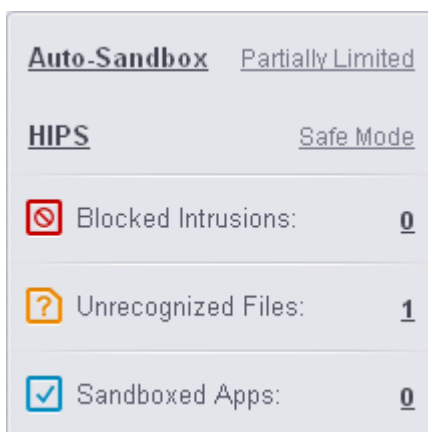 Auto-Sandbox Partially Limited
HIPS Safe Mode
Blocked Intrusions: 0
Unrecognized Files: 1
Sandboxed Apps: 0